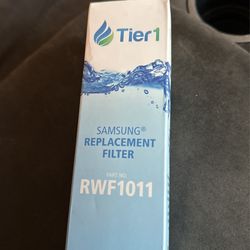 Tier1
SAMSUNG®
REPLACEMENT
FILTER
PART NO.
RWF1011